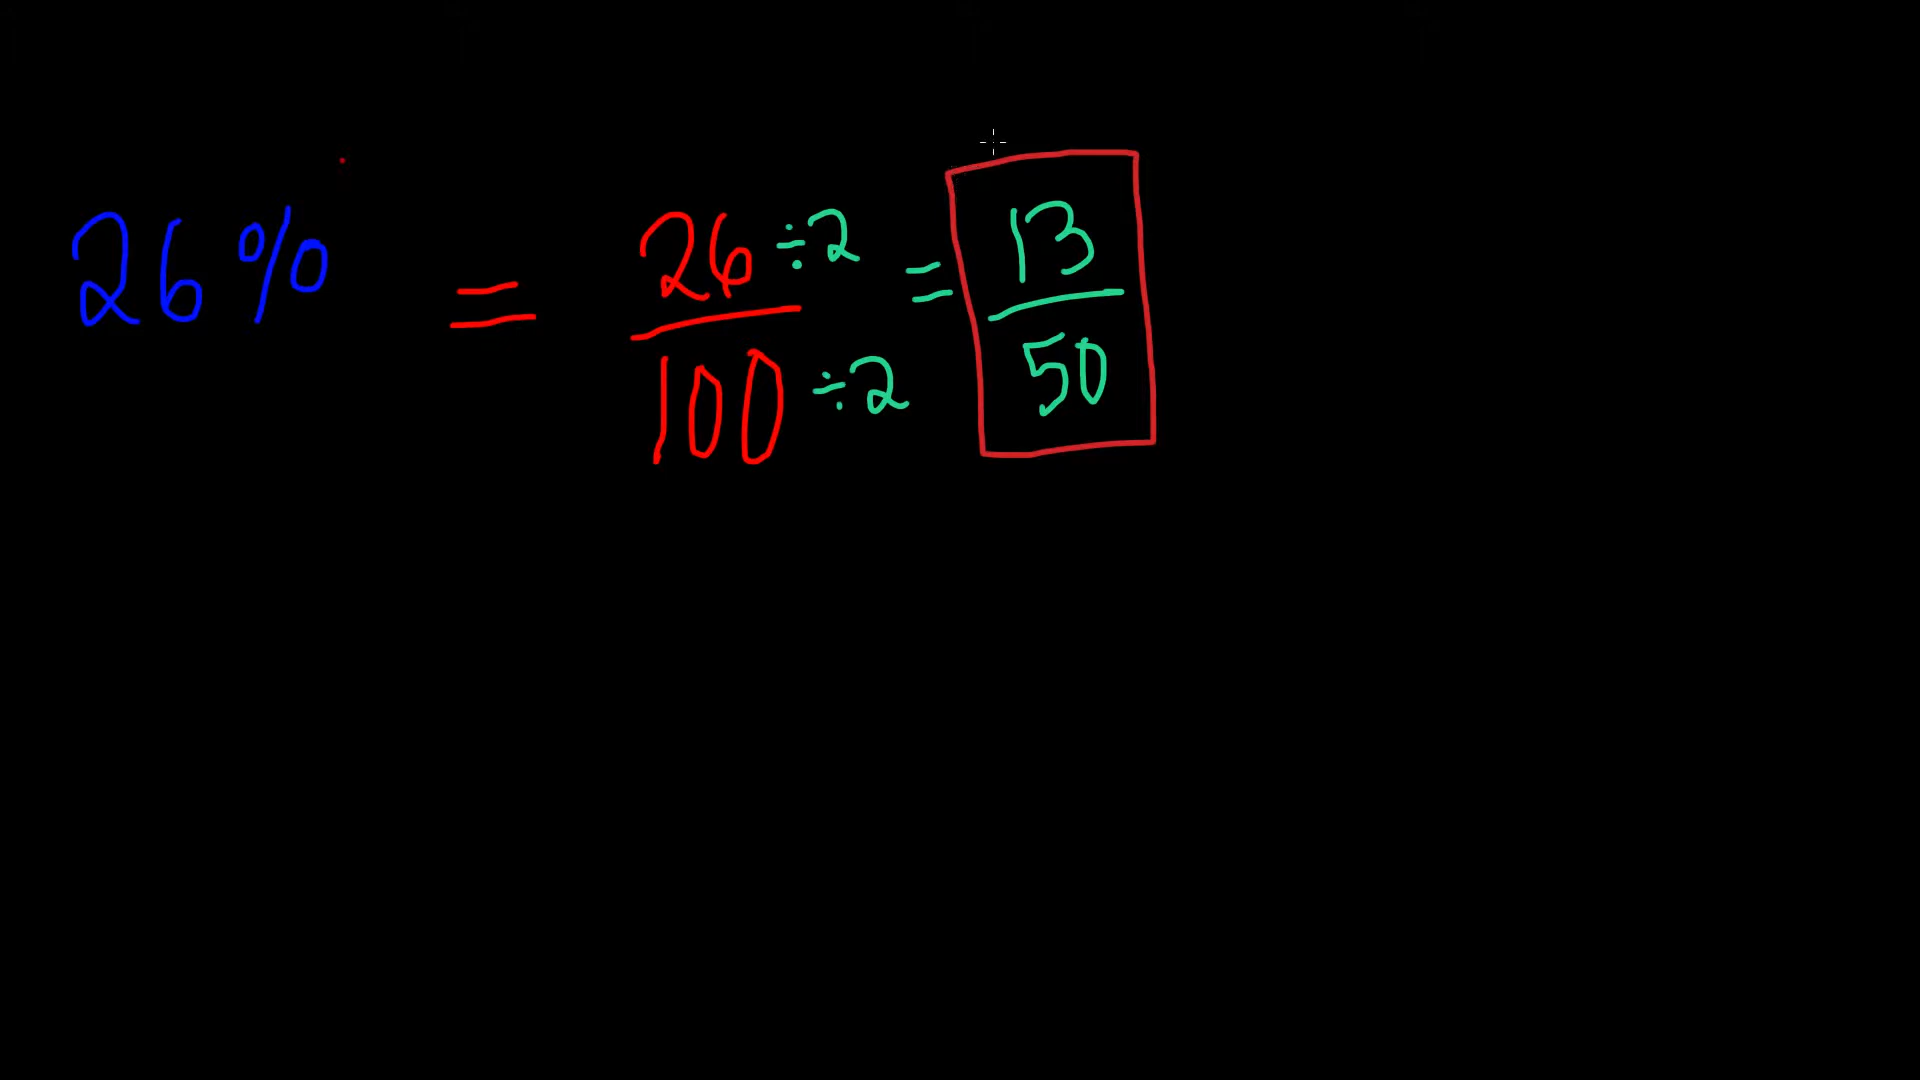 26% = 26 ÷2 / 100 ÷2 = 13 / 50